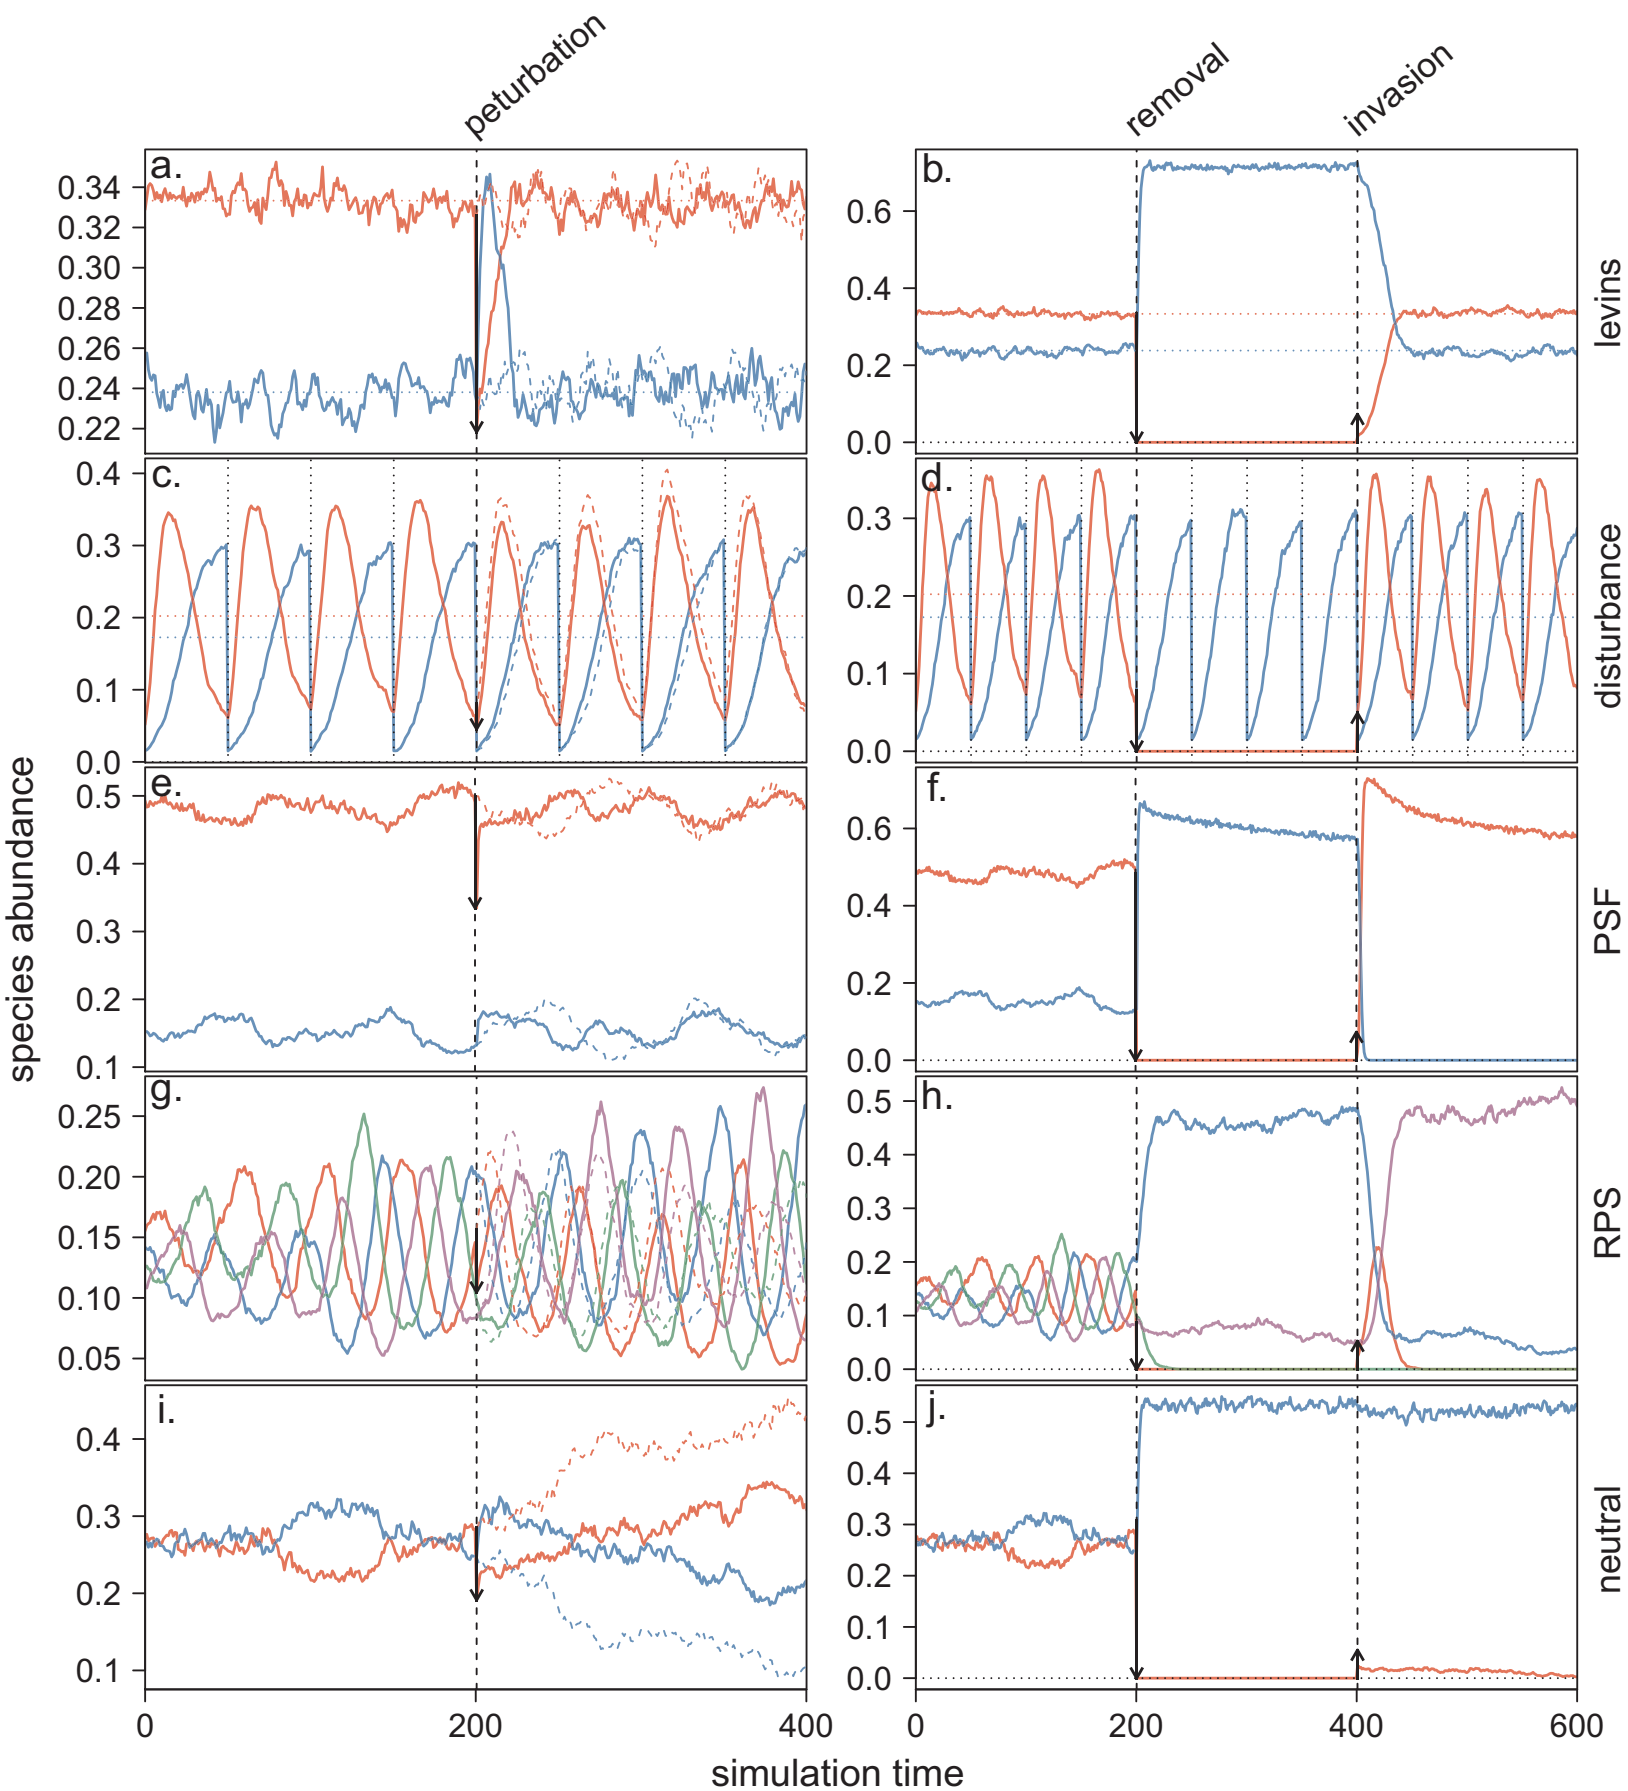 peturbation
removal
invasion
a.
0.34
0.32
0.30
0.28
0.26
0.24
0.22
b.
0.6
0.4
0.2
0.0
levins
c.
0.4
0.3
0.2
0.1
0.0
d.
0.3
0.2
0.1
0.0
disturbance
species abundance
e.
0.5
0.4
0.3
0.2
0.1
f.
0.6
0.4
0.2
0.0
PSF
g.
0.25
0.20
0.15
0.10
0.05
h.
0.5
0.4
0.3
0.2
0.1
0.0
RPS
i.
0.4
0.3
0.2
0.1
j.
0.5
0.4
0.3
0.2
0.1
0.0
neutral
0 200 400
0 200 400 600
simulation time